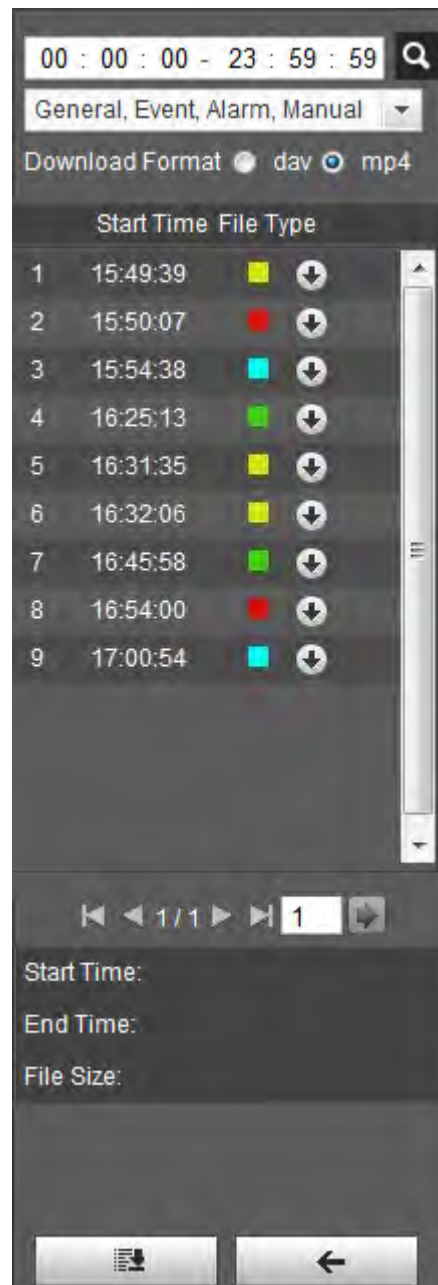 00 : 00 : 00 - 23 : 59 : 59
General, Event, Alarm, Manual
Download Format dav mp4
Start Time File Type
1 15:49:39
2 15:50:07
3 15:54:38
4 16:25:13
5 16:31:35
6 16:32:06
7 16:45:58
8 16:54:00
9 17:00:54
1 / 1 1
Start Time:
End Time:
File Size: